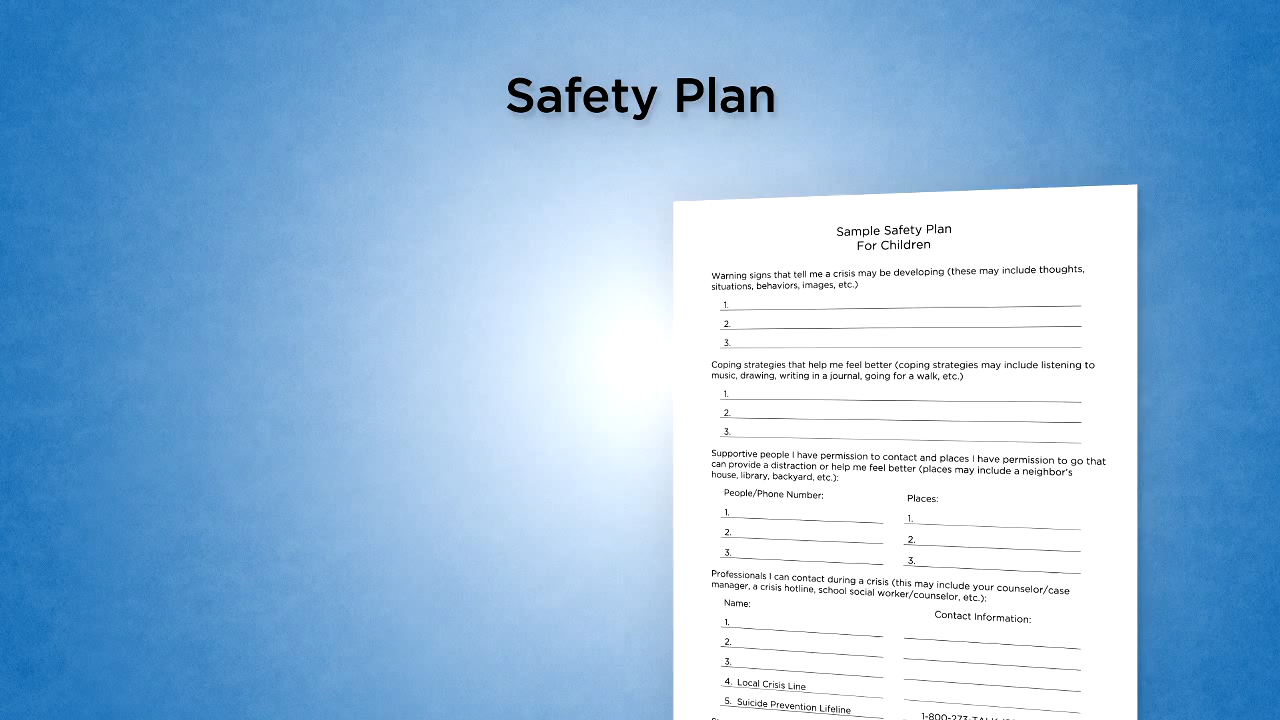 Safety Plan
Sample Safety Plan
For Children
Warning signs that tell me a crisis may be developing (these may include thoughts,
situations, behaviors, images, etc.)
1.
2.
3.
Coping strategies that help me feel better (coping strategies may include listening to
music, drawing, writing in a journal, going for a walk, etc.)
1.
2.
3.
Supportive people I have permission to contact and places I have permission to go that
can provide a distraction or help me feel better (places may include a neighbor's
house, library, backyard, etc.):
People/Phone Number: Places:
1. 1.
2. 2.
3. 3.
Professionals I can contact during a crisis (this may include your counselor/case
manager, a crisis hotline, school social worker/counselor, etc.):
Name: Contact Information:
1.
2.
3.
4. Local Crisis Line
5. Suicide Prevention Lifeline 1-800-273-TALK